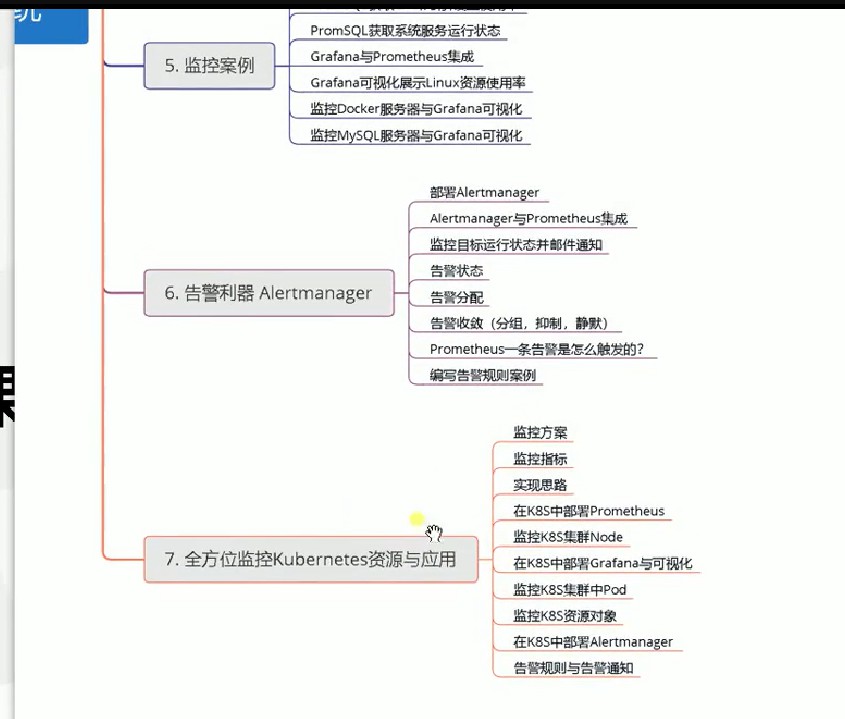 统
PromSQL获取系统服务运行状态
5. 监控案例
Grafana与Prometheus集成
Grafana可视化展示Linux资源使用率
监控Docker服务器与Grafana可视化
监控MySQL服务器与Grafana可视化
部署Alertmanager
Alertmanager与Prometheus集成
监控目标运行状态并邮件通知
告警状态
6. 告警利器 Alertmanager
告警分配
告警收敛（分组，抑制，静默）
Prometheus一条告警是怎么触发的？
编写告警规则案例
监控方案
监控指标
实现思路
在K8S中部署Prometheus
监控K8S集群Node
7. 全方位监控Kubernetes资源与应用
在K8S中部署Grafana与可视化
监控K8S集群中Pod
监控K8S资源对象
在K8S中部署Alertmanager
告警规则与告警通知